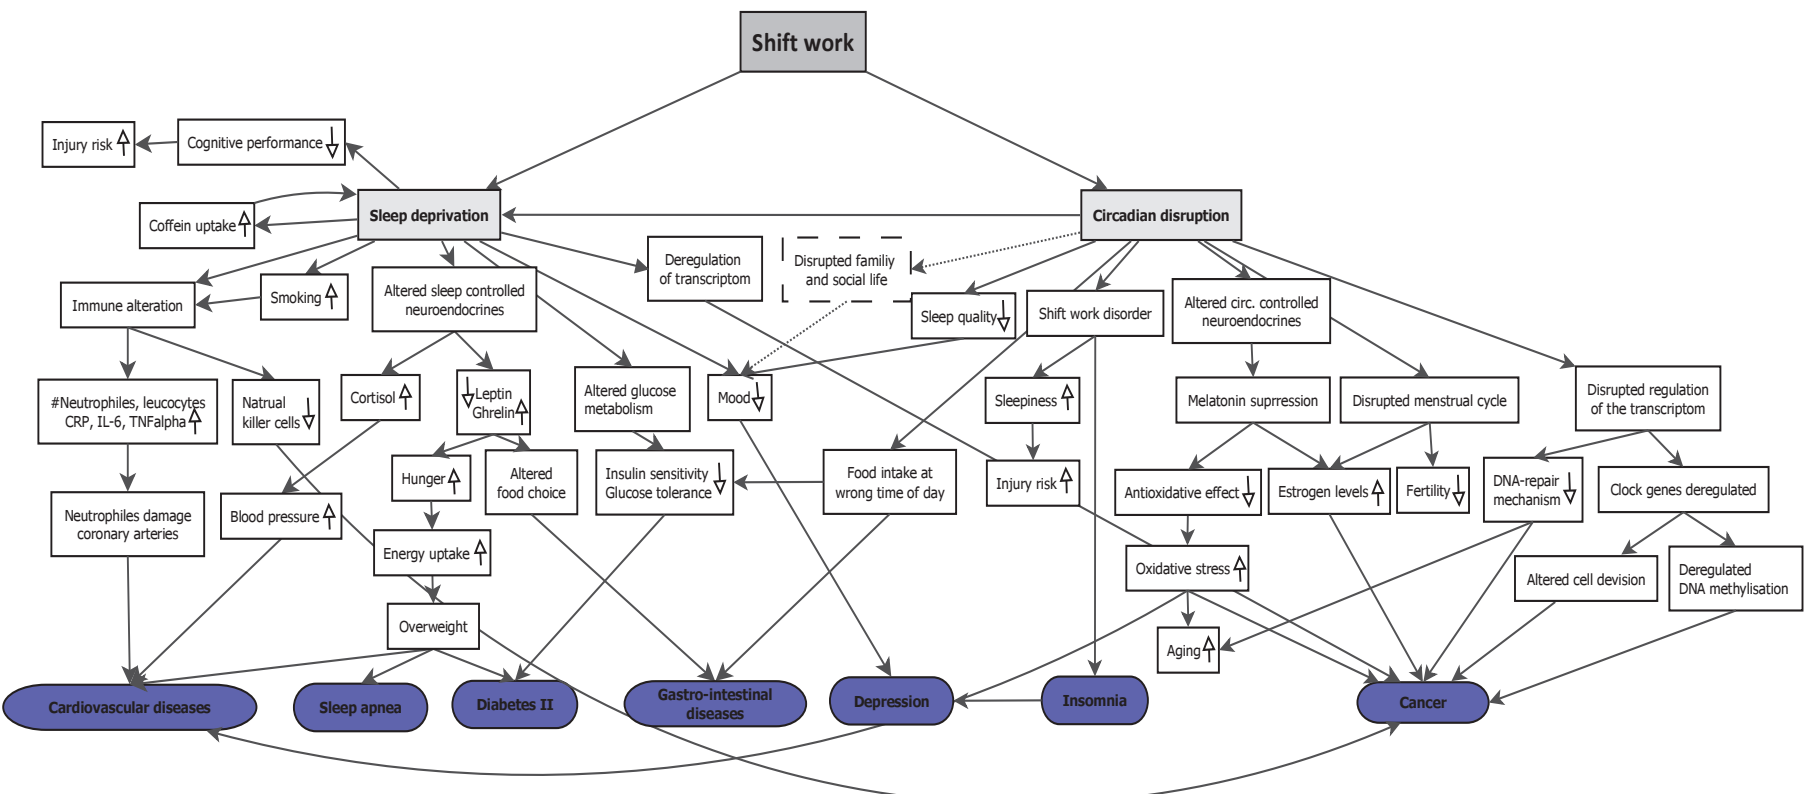 Shift work
Injury risk
Cognitive performance
Coffein uptake
Sleep deprivation
Circadian disruption
Deregulation
of transcriptom
Disrupted familiy
and social life
Immune alteration
Smoking
Altered sleep controlled
neuroendocrines
Sleep quality
Shift work disorder
Altered circ. controlled
neuroendocrines
#Neutrophiles, leucocytes
CRP, IL-6, TNFalpha
Natrual
killer cells
Cortisol
Leptin
Ghrelin
Altered glucose
metabolism
Mood
Sleepiness
Melatonin suprression
Disrupted menstrual cycle
Disrupted regulation
of the transcriptom
Hunger
Altered
food choice
Insulin sensitivity
Glucose tolerance
Food intake at
wrong time of day
Injury risk
Antioxidative effect
Estrogen levels
Fertility
DNA-repair
mechanism
Clock genes deregulated
Neutrophiles damage
coronary arteries
Blood pressure
Energy uptake
Oxidative stress
Altered cell devision
Deregulated
DNA methylisation
Overweight
Aging
Cardiovascular diseases
Sleep apnea
Diabetes II
Gastro-intestinal
diseases
Depression
Insomnia
Cancer